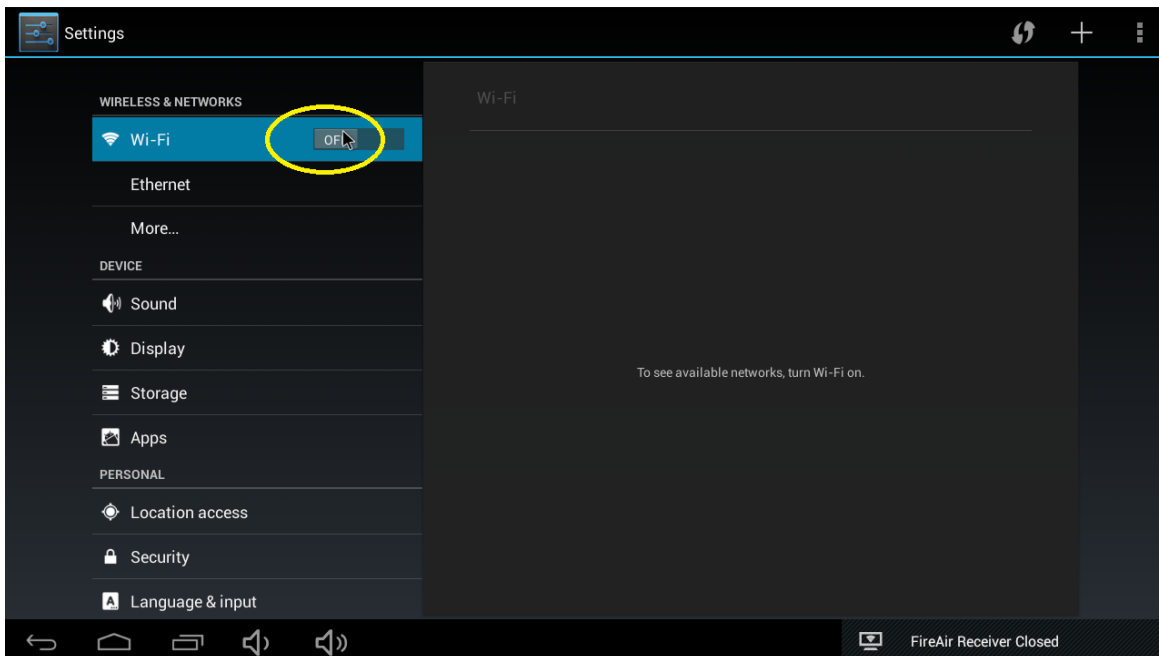 Settings
WIRELESS & NETWORKS
Wi-Fi
OF
Ethernet
More...
DEVICE
Sound
Display
Storage
Apps
PERSONAL
Location access
Security
Language & input
Wi-Fi
To see available networks, turn Wi-Fi on.
FireAir Receiver Closed